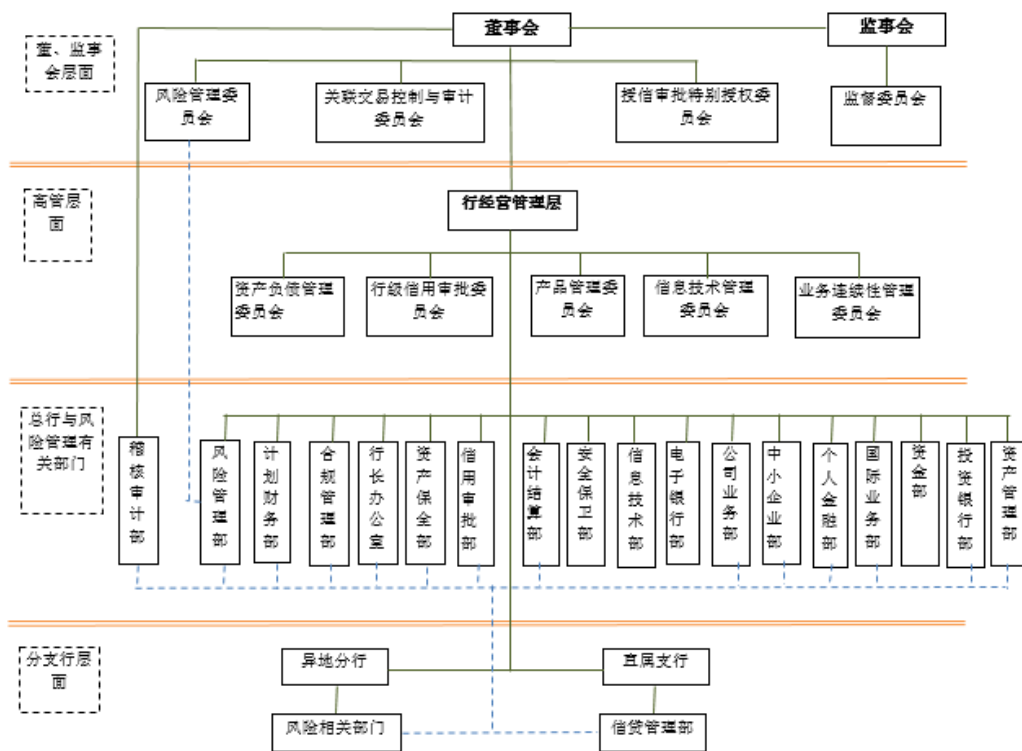 董事会
监事会
董、监事
会层面
风险管理委
员会
关联交易控制与审计
委员会
授信审批特别授权委
员会
监督委员会
高管层
面
行经营管理层
资产负债管理
委员会
行级信用审批委
员会
产品管理委
员会
信息技术管理
委员会
业务连续性管理
委员会
总行与风
险管理有
关部门
稽核审计部
风险管理部
计划财务部
合规管理部
行长办公室
资产保全部
信用审批部
会计结算部
安全保卫部
信息技术部
电子银行部
公司业务部
中小企业部
个人金融部
国际业务部
资金部
投资银行部
资产管理部
分支行层
面
异地分行
直属支行
风险相关部门
信贷管理部